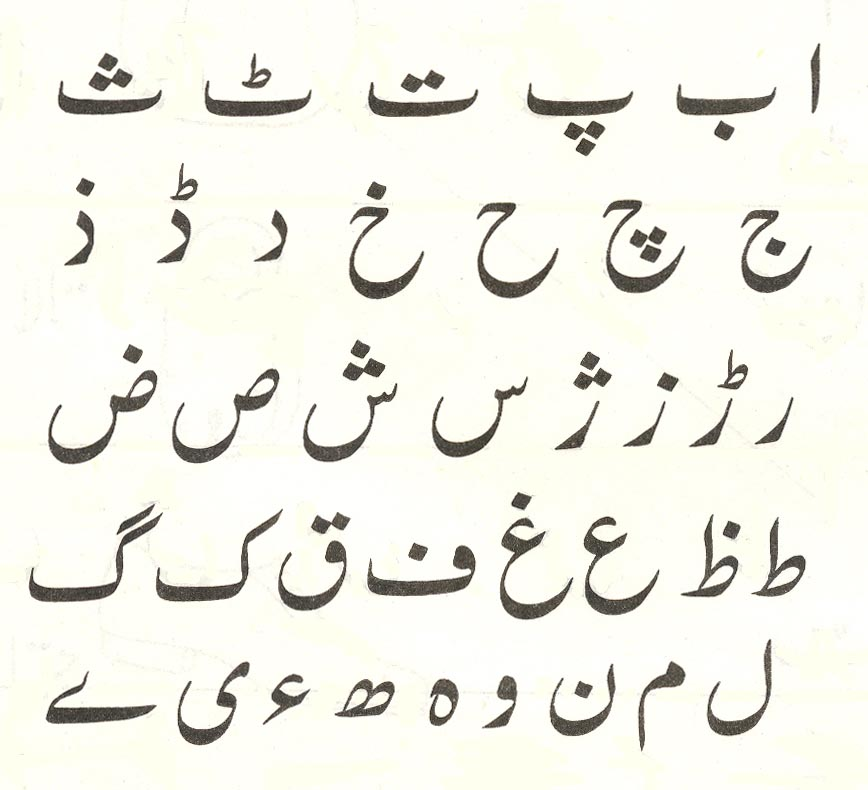 ا ب پ ت ٹ ث
ج چ ح خ د ڈ ذ
ر ڑ ز ژ س ش ص ض
ط ظ ع غ ف ق ک گ
ل م ن و ہ ھ ء ی ے